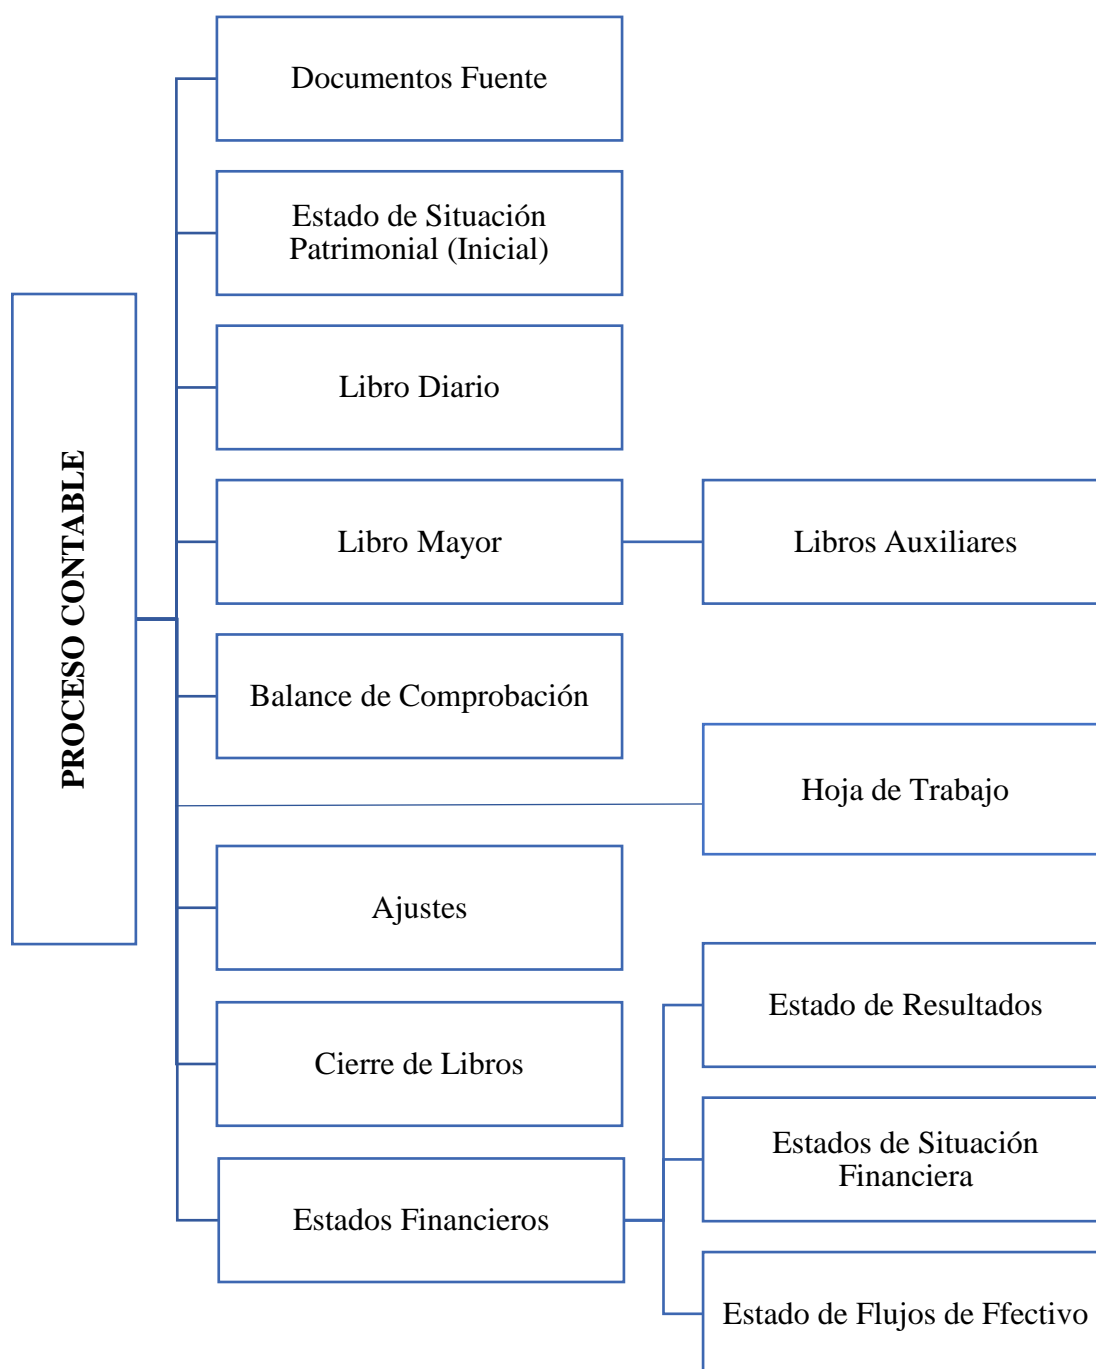 PROCESO CONTABLE
Documentos Fuente
Estado de Situación
Patrimonial (Inicial)
Libro Diario
Libro Mayor
Libros Auxiliares
Balance de Comprobación
Hoja de Trabajo
Ajustes
Cierre de Libros
Estados Financieros
Estado de Resultados
Estados de Situación
Financiera
Estado de Flujos de Ffectivo